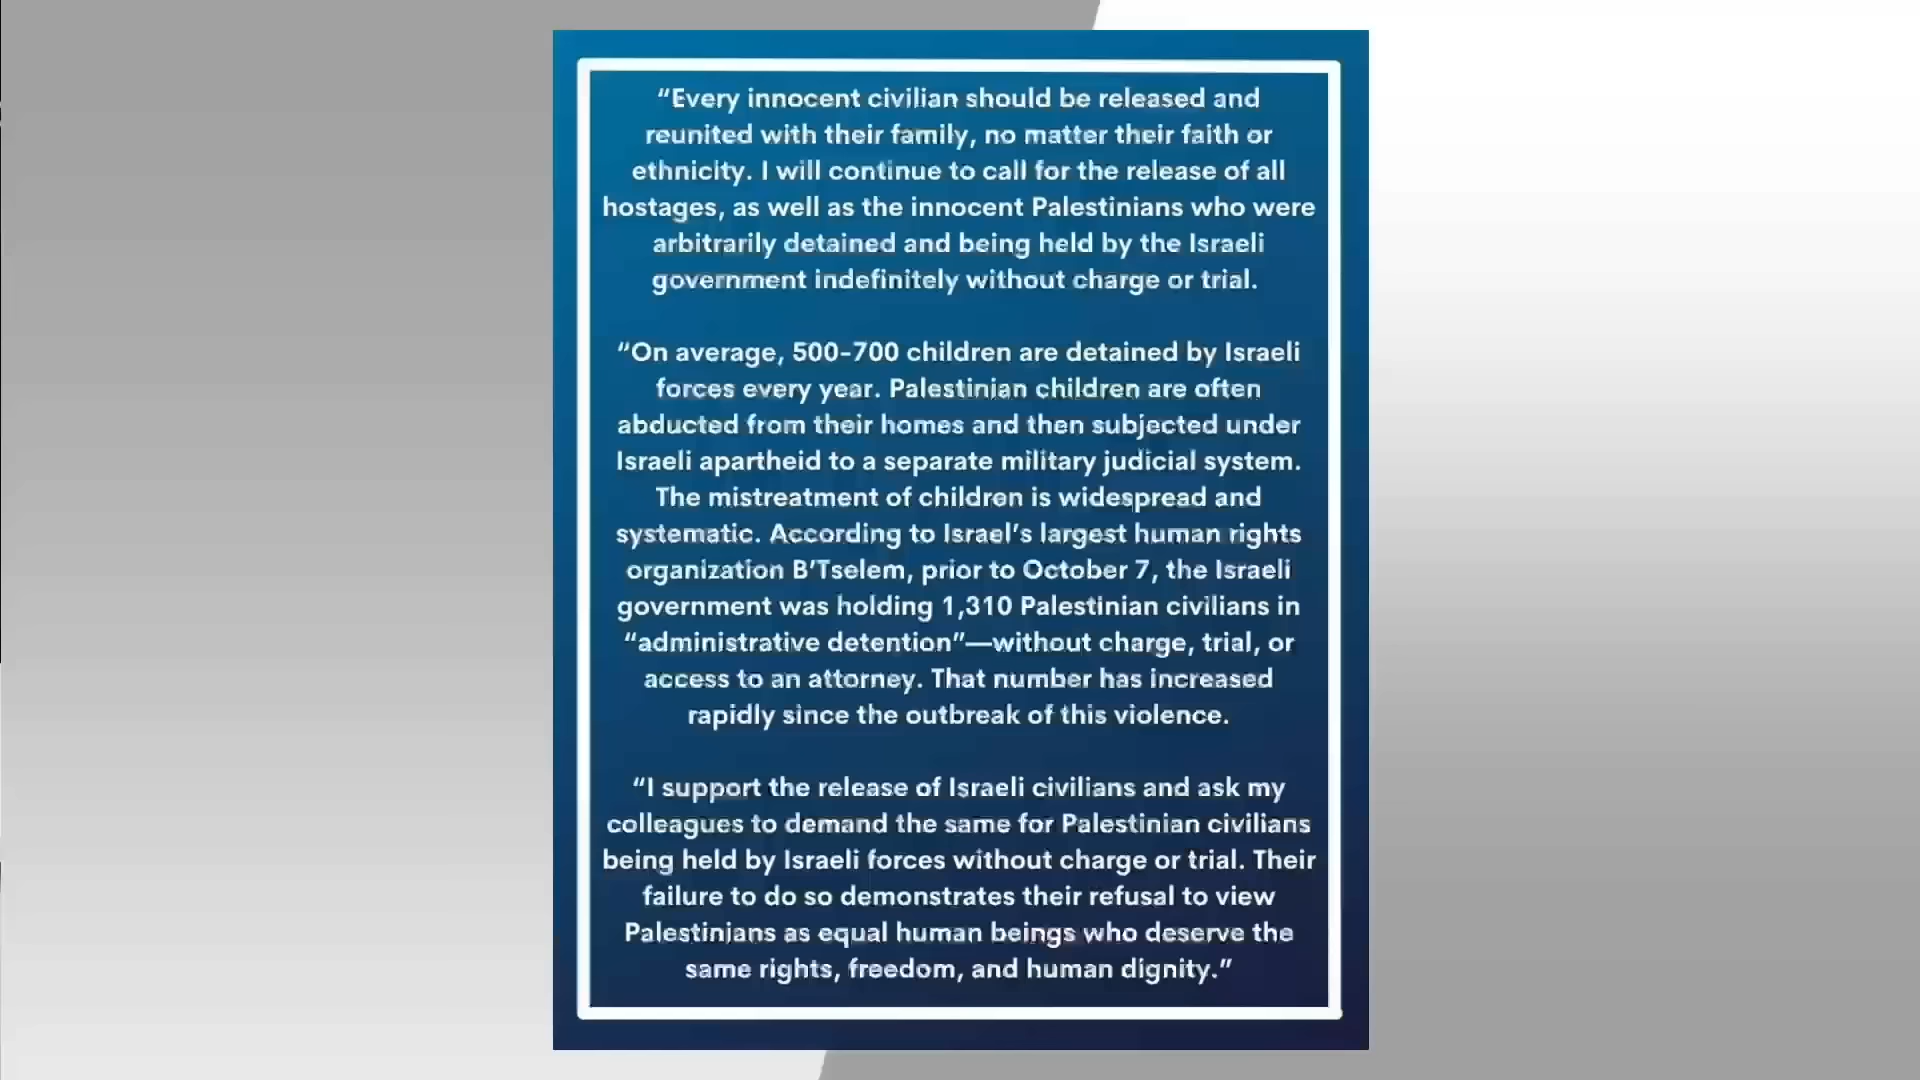 “Every innocent civilian should be released and
reunited with their family, no matter their faith or
ethnicity. I will continue to call for the release of all
hostages, as well as the innocent Palestinians who were
arbitrarily detained and being held by the Israeli
government indefinitely without charge or trial.
“On average, 500-700 children are detained by Israeli
forces every year. Palestinian children are often
abducted from their homes and then subjected under
Israeli apartheid to a separate military judicial system.
The mistreatment of children is widespread and
systematic. According to Israel’s largest human rights
organization B’Tselem, prior to October 7, the Israeli
government was holding 1,310 Palestinian civilians in
“administrative detention”—without charge, trial, or
access to an attorney. That number has increased
rapidly since the outbreak of this violence.
“I support the release of Israeli civilians and ask my
colleagues to demand the same for Palestinian civilians
being held by Israeli forces without charge or trial. Their
failure to do so demonstrates their refusal to view
Palestinians as equal human beings who deserve the
same rights, freedom, and human dignity.”